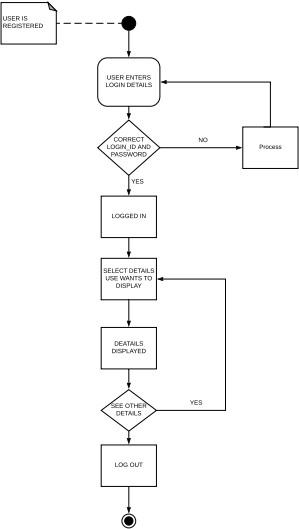 USER IS
REGISTERED
USER ENTERS
LOGIN DETAILS
CORRECT
LOGIN_ID AND
PASSWORD
NO
Process
YES
LOGGED IN
SELECT DETAILS
USE WANTS TO
DISPLAY
DEATAILS
DISPLAYED
SEE OTHER
DETAILS
YES
LOG OUT